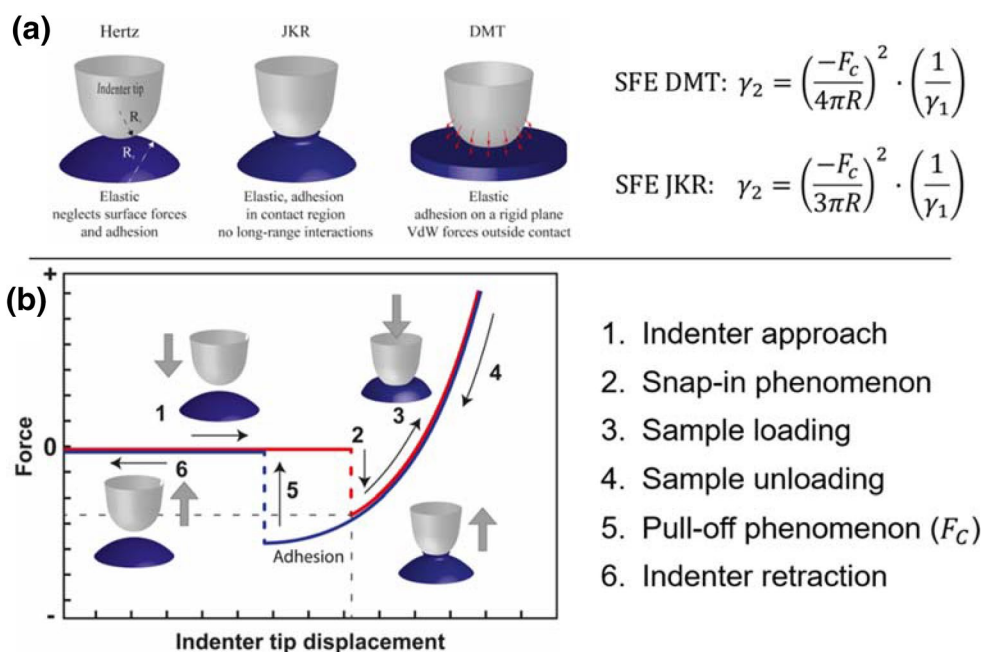 (a)
Hertz
JKR
DMT
Indenter tip
Elastic
neglects surface forces
and adhesion
Elastic, adhesion
in contact region
no long-range interactions
Elastic
adhesion on a rigid plane
VdW forces outside contact
SFE DMT: γ₂ = (−F_c / 4πR)² · (1 / γ₁)
SFE JKR: γ₂ = (−F_c / 3πR)² · (1 / γ₁)
(b)
+
0
-
Force
1
2
3
4
5
6
Adhesion
Indenter tip displacement
1. Indenter approach
2. Snap-in phenomenon
3. Sample loading
4. Sample unloading
5. Pull-off phenomenon (F_C)
6. Indenter retraction